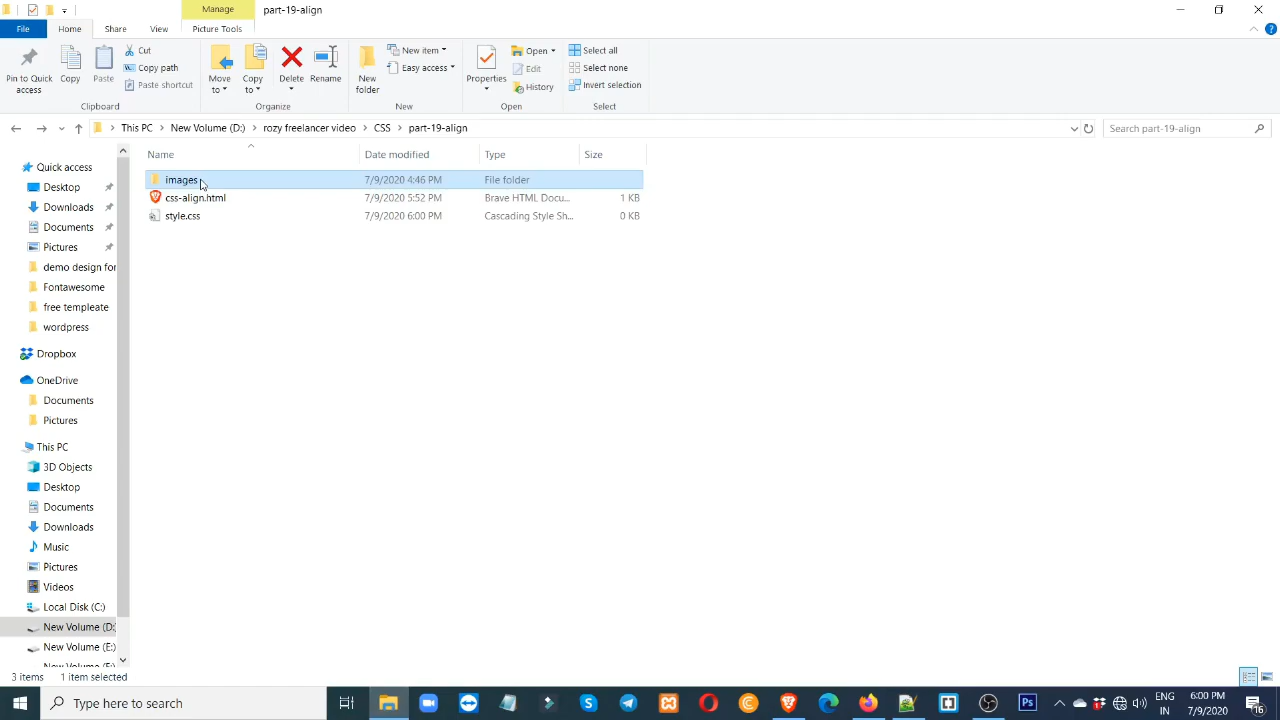 Manage
part-19-align
File
Home
Share
View
Picture Tools
Pin to Quick access
Copy
Paste
Cut
Copy path
Paste shortcut
Move to
Copy to
Delete
Rename
New folder
New item
Easy access
Properties
Open
Edit
History
Select all
Select none
Invert selection
Clipboard
Organize
New
Open
Select
This PC
New Volume (D:)
rozy freelancer video
CSS
part-19-align
Search part-19-align
Name
Date modified
Type
Size
images
7/9/2020 4:46 PM
File folder
css-align.html
7/9/2020 5:52 PM
Brave HTML Docu...
1 KB
style.css
7/9/2020 6:00 PM
Cascading Style Sh...
0 KB
Quick access
Desktop
Downloads
Documents
Pictures
demo design for
Fontawesome
free templeate
wordpress
Dropbox
OneDrive
Documents
Pictures
This PC
3D Objects
Desktop
Documents
Downloads
Music
Pictures
Videos
Local Disk (C:)
New Volume (D:
New Volume (E:)
3 items
1 item selected
Type here to search
Ps
ENG
IN
6:00 PM
7/9/2020
16